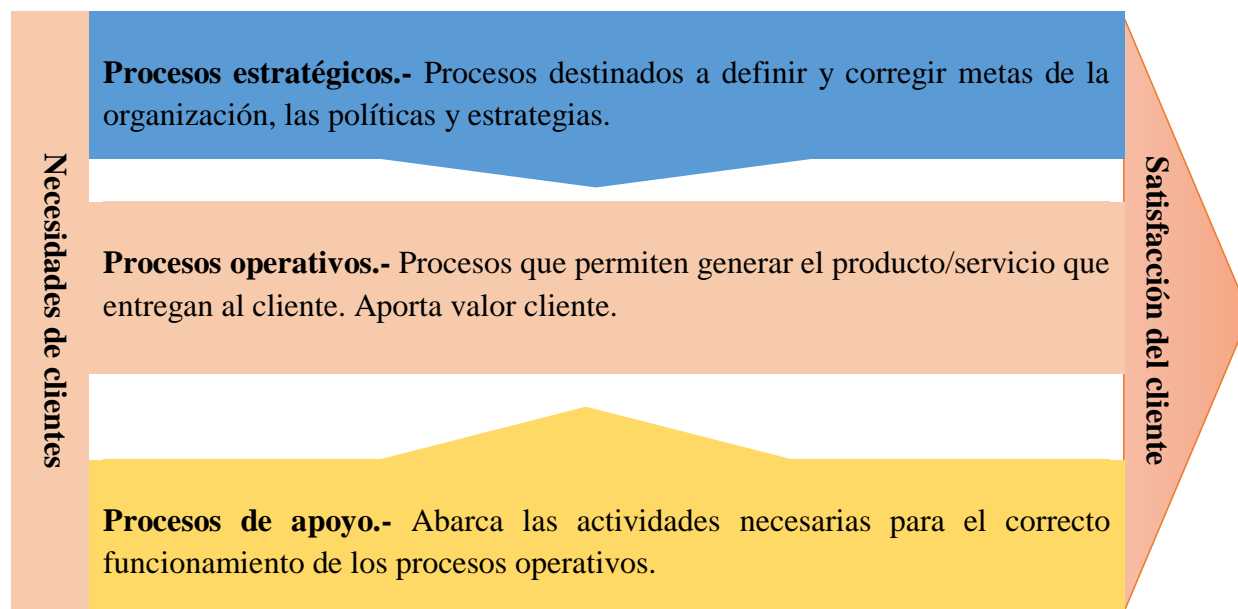 Necesidades de clientes
Procesos estratégicos.- Procesos destinados a definir y corregir metas de la
organización, las políticas y estrategias.
Procesos operativos.- Procesos que permiten generar el producto/servicio que
entregan al cliente. Aporta valor cliente.
Procesos de apoyo.- Abarca las actividades necesarias para el correcto
funcionamiento de los procesos operativos.
Satisfacción del cliente